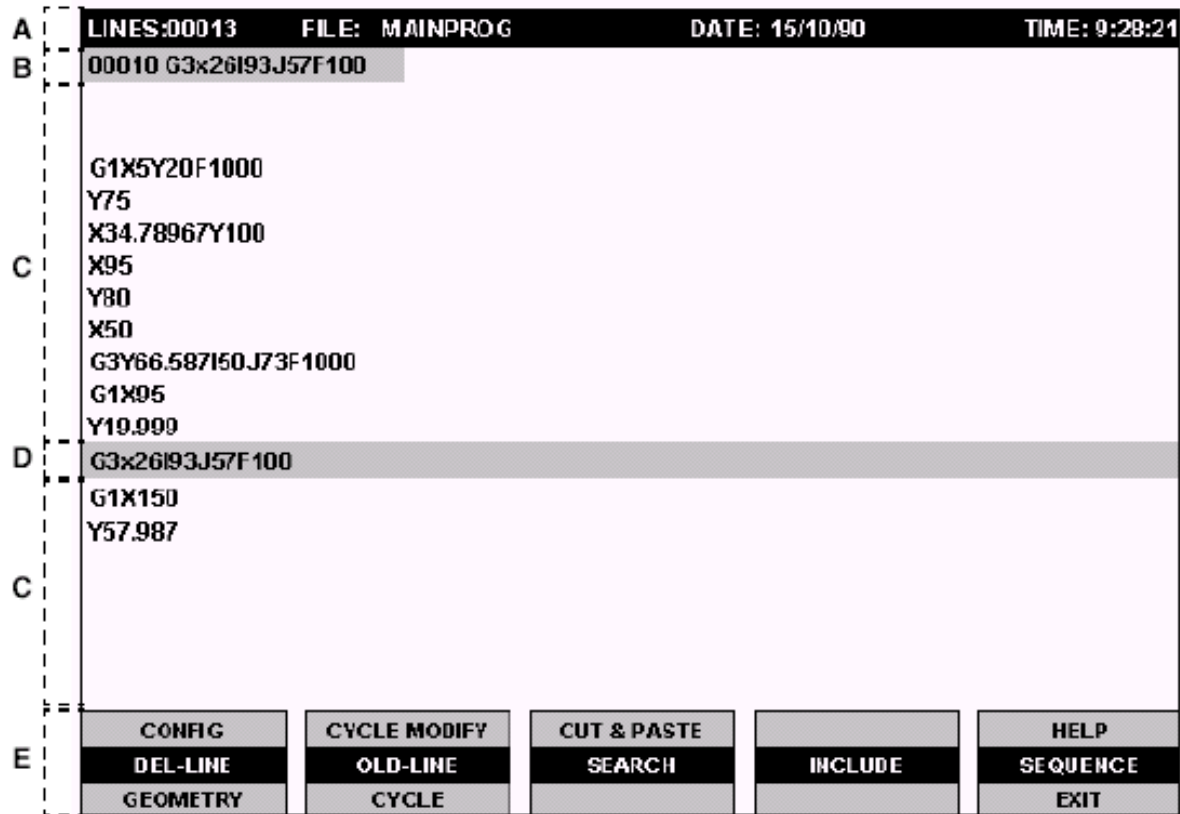 A LINES:00013 FILE: MAINPROG DATE: 15/10/90 TIME: 9:28:21
B 00010 G3x26I93J57F100
G1X5Y20F1000
Y75
X34.78967Y100
C X95
Y80
X50
G3Y66.587I50J73F1000
G1X95
Y19.999
D G3x26I93J57F100
G1X150
Y57.987
C
CONFIG CYCLE MODIFY CUT & PASTE HELP
E DEL-LINE OLD-LINE SEARCH INCLUDE SEQUENCE
GEOMETRY CYCLE EXIT